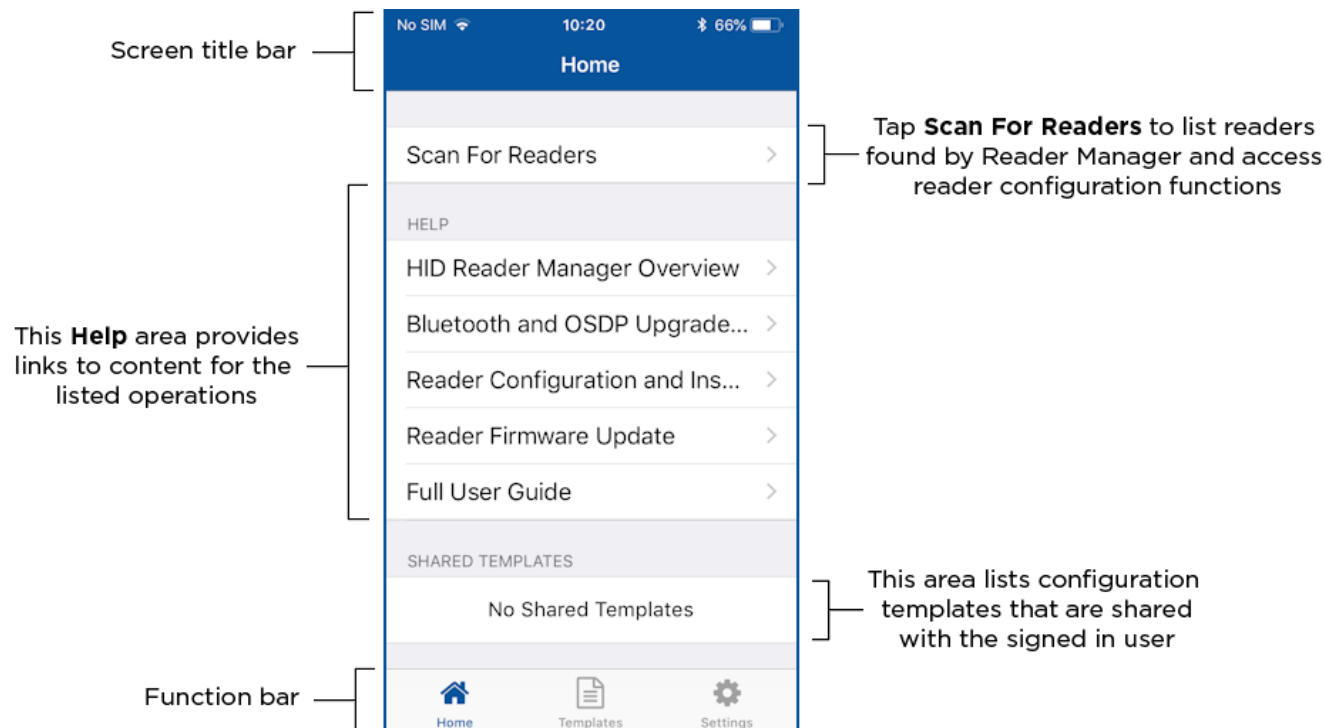 No SIM 10:20 66%
Screen title bar
Home
Tap Scan For Readers to list readers
found by Reader Manager and access
reader configuration functions
Scan For Readers
HELP
HID Reader Manager Overview
Bluetooth and OSDP Upgrade...
Reader Configuration and Ins...
Reader Firmware Update
Full User Guide
This Help area provides
links to content for the
listed operations
SHARED TEMPLATES
No Shared Templates
This area lists configuration
templates that are shared
with the signed in user
Function bar
Home Templates Settings